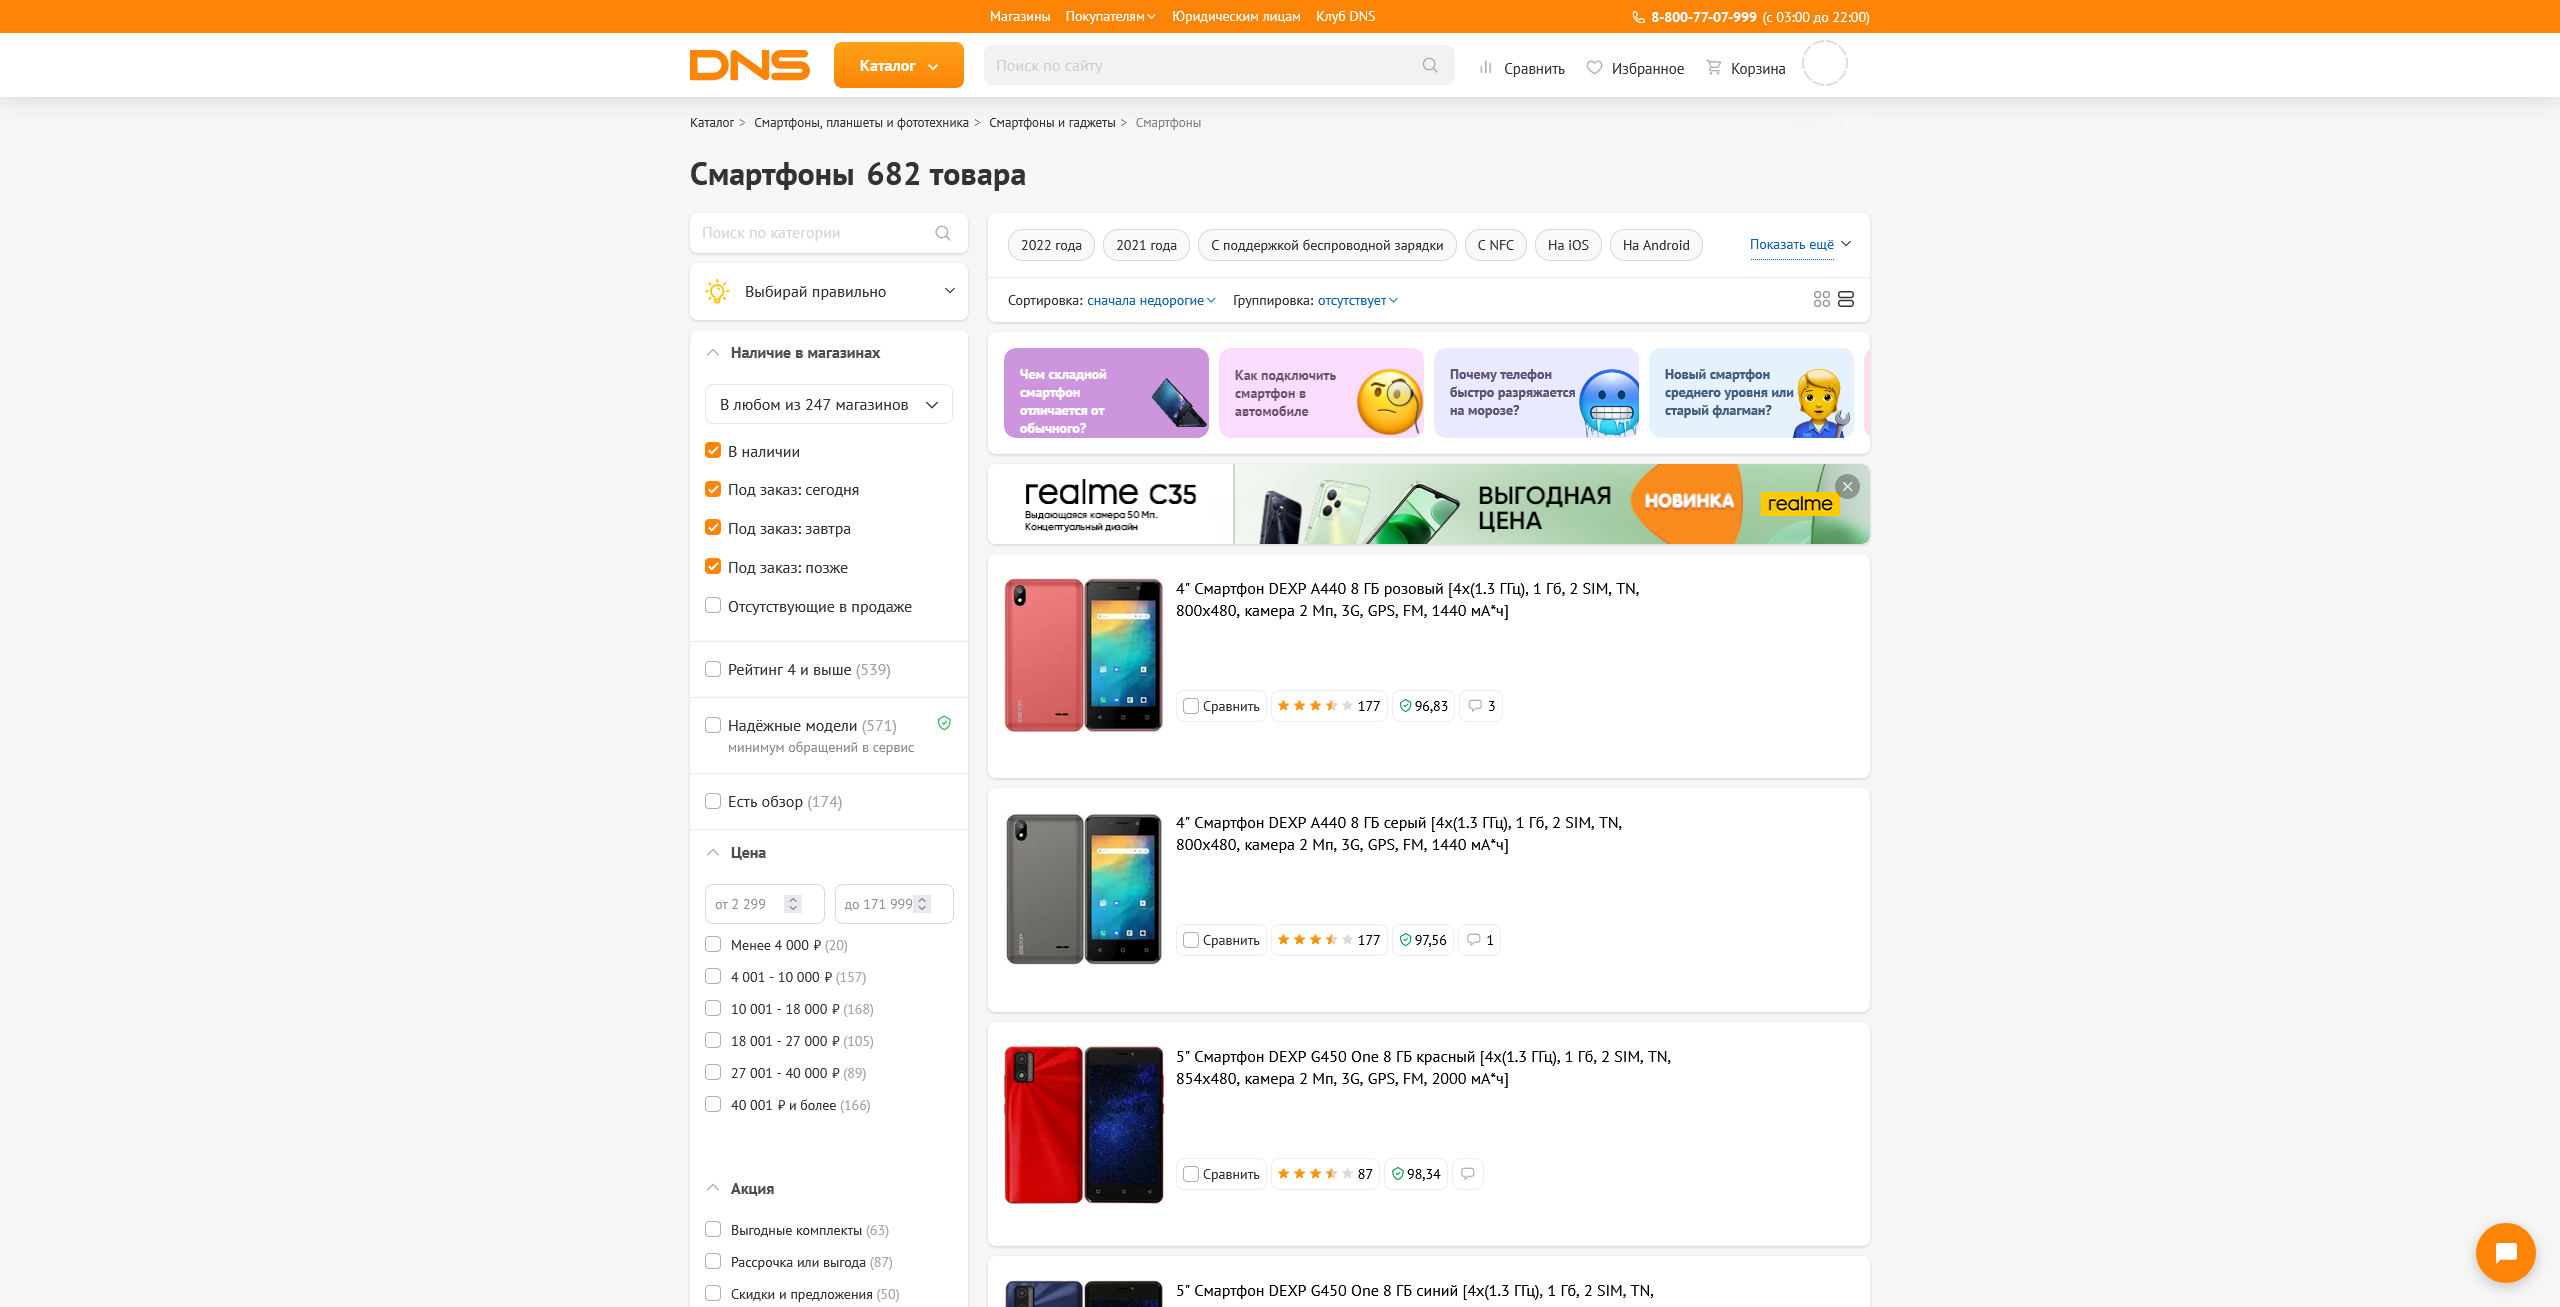 Магазины Покупателям Юридическим лицам Клуб DNS 8-800-77-07-999 (с 03:00 до 22:00)
DNS Каталог Поиск по сайту Сравнить Избранное Корзина
Каталог > Смартфоны, планшеты и фототехника > Смартфоны и гаджеты > Смартфоны
Смартфоны 682 товара
Поиск по категории
Выбирай правильно
Наличие в магазинах
В любом из 247 магазинов
В наличии
Под заказ: сегодня
Под заказ: завтра
Под заказ: позже
Отсутствующие в продаже
Рейтинг 4 и выше (539)
Надёжные модели (571)
минимум обращений в сервис
Есть обзор (174)
Цена
от 2 299 до 171 999
Менее 4 000 ₽ (20)
4 001 - 10 000 ₽ (157)
10 001 - 18 000 ₽ (168)
18 001 - 27 000 ₽ (105)
27 001 - 40 000 ₽ (89)
40 001 ₽ и более (166)
Акция
Выгодные комплекты (63)
Рассрочка или выгода (87)
Скидки и предложения (50)
2022 года 2021 года С поддержкой беспроводной зарядки С NFC На iOS На Android Показать ещё
Сортировка: сначала недорогие Группировка: отсутствует
Чем складной
смартфон
отличается от
обычного?
Как подключить
смартфон в
автомобиле
Почему телефон
быстро разряжается
на морозе?
Новый смартфон
среднего уровня или
старый флагман?
realme C35
Выдающаяся камера 50 Мп.
Концептуальный дизайн
ВЫГОДНАЯ
ЦЕНА
НОВИНКА
realme
4" Смартфон DEXP A440 8 ГБ розовый [4x(1.3 ГГц), 1 Гб, 2 SIM, TN,
800x480, камера 2 Мп, 3G, GPS, FM, 1440 мА*ч]
Сравнить 177 96,83 3
4" Смартфон DEXP A440 8 ГБ серый [4x(1.3 ГГц), 1 Гб, 2 SIM, TN,
800x480, камера 2 Мп, 3G, GPS, FM, 1440 мА*ч]
Сравнить 177 97,56 1
5" Смартфон DEXP G450 One 8 ГБ красный [4x(1.3 ГГц), 1 Гб, 2 SIM, TN,
854x480, камера 2 Мп, 3G, GPS, FM, 2000 мА*ч]
Сравнить 87 98,34
5" Смартфон DEXP G450 One 8 ГБ синий [4x(1.3 ГГц), 1 Гб, 2 SIM, TN,